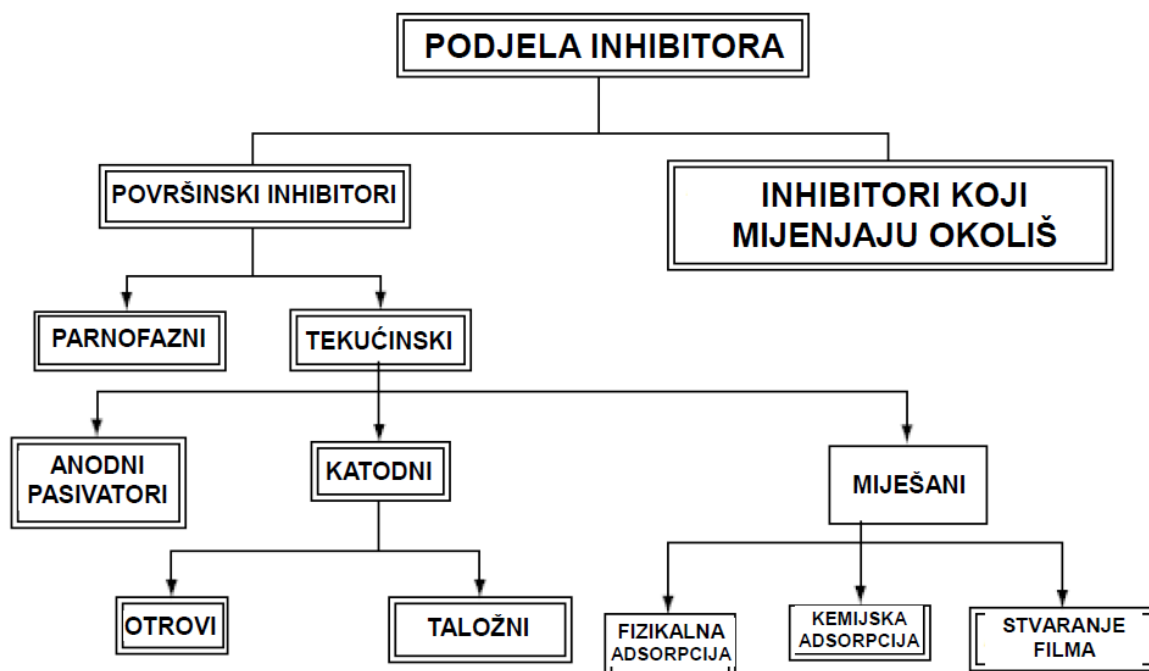 PODJELA INHIBITORA
POVRŠINSKI INHIBITORI
INHIBITORI KOJI
MIJENJAJU OKOLIŠ
PARNOFAZNI
TEKUĆINSKI
ANODNI
PASIVATORI
KATODNI
MIJEŠANI
OTROVI
TALOŽNI
FIZIKALNA
ADSORPCIJA
KEMIJSKA
ADSORPCIJA
STVARANJE
FILMA